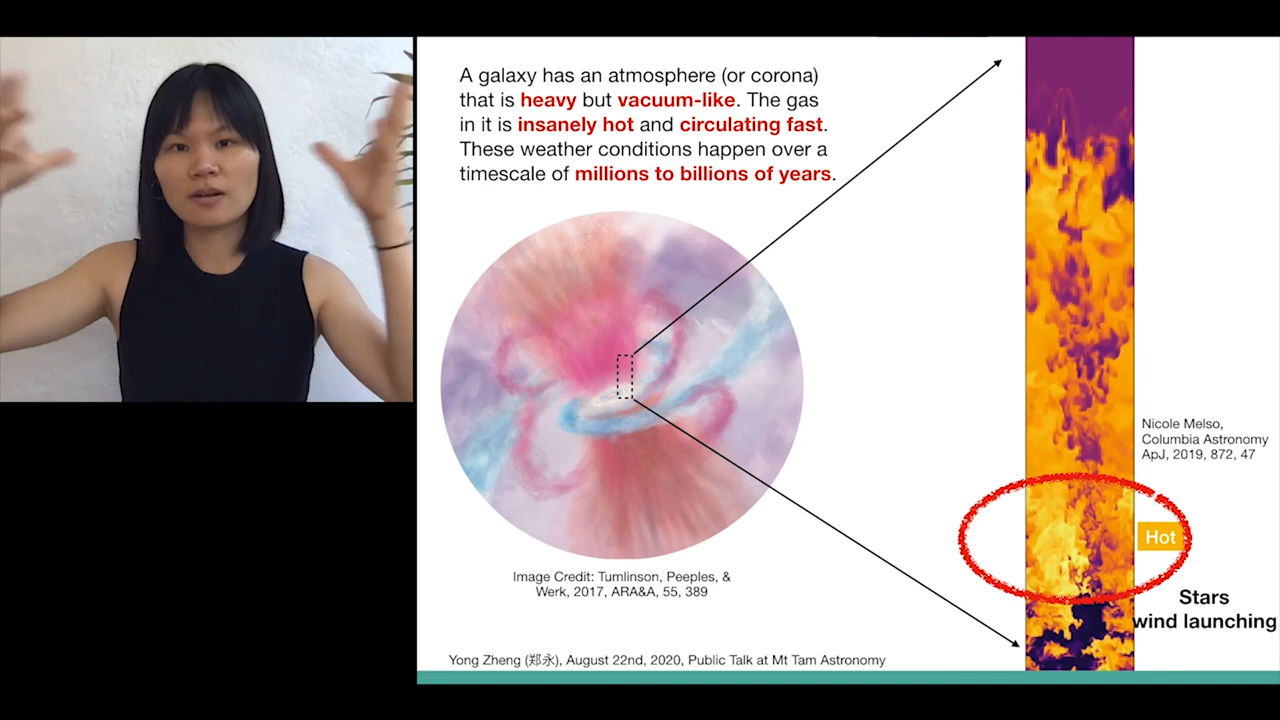 A galaxy has an atmosphere (or corona)
that is heavy but vacuum-like. The gas
in it is insanely hot and circulating fast.
These weather conditions happen over a
timescale of millions to billions of years.
Image Credit: Tumlinson, Peeples, &
Werk, 2017, ARA&A, 55, 389
Nicole Melso,
Columbia Astronomy
ApJ, 2019, 872, 47
Hot
Stars
wind launching
Yong Zheng (郑永), August 22nd, 2020, Public Talk at Mt Tam Astronomy